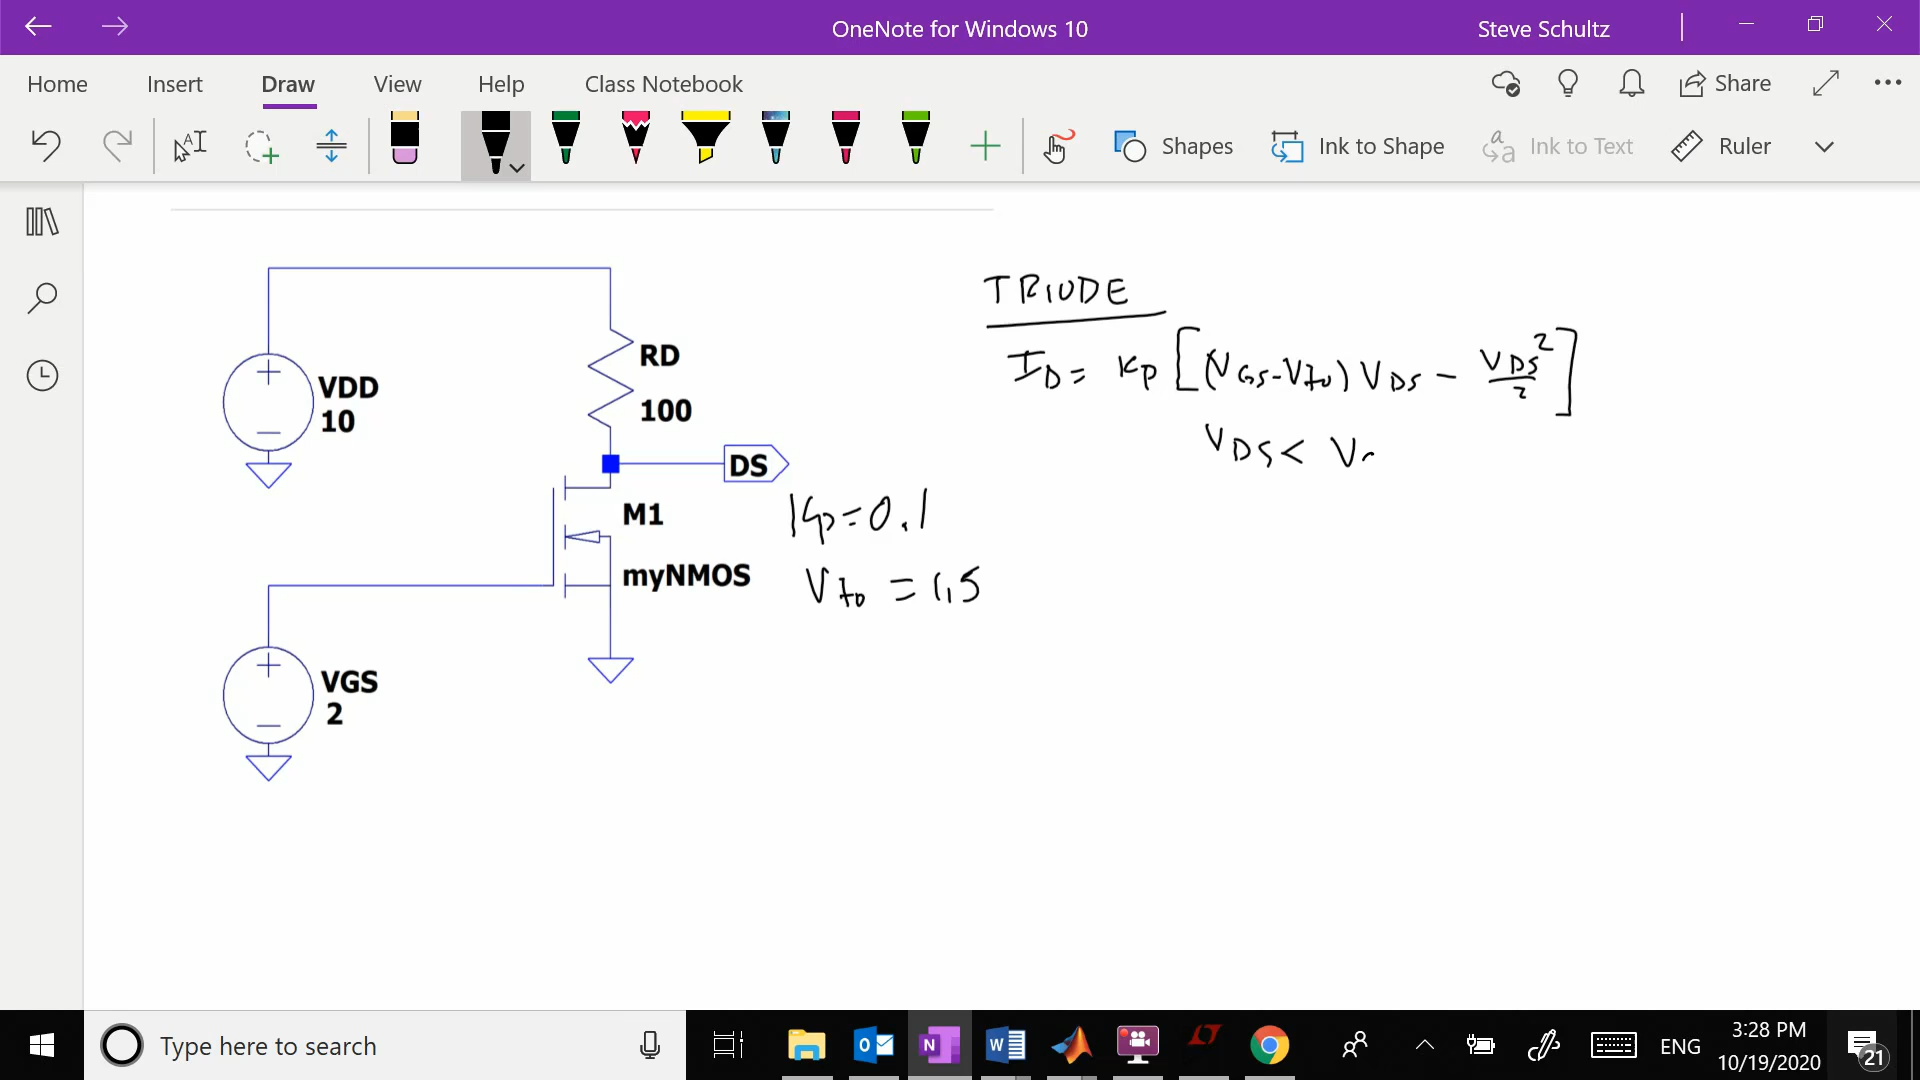 OneNote for Windows 10
Steve Schultz
Home Insert Draw View Help Class Notebook
Share
Shapes Ink to Shape Ink to Text Ruler
VDD
10
RD
100
DS
M1
myNMOS
VGS
2
Kp=0.1
Vto = 1.5
TRIODE
ID= Kp [(VGS-Vto) VDS - VDS²/2]
VDS < V
Type here to search
ENG
3:28 PM
10/19/2020
21